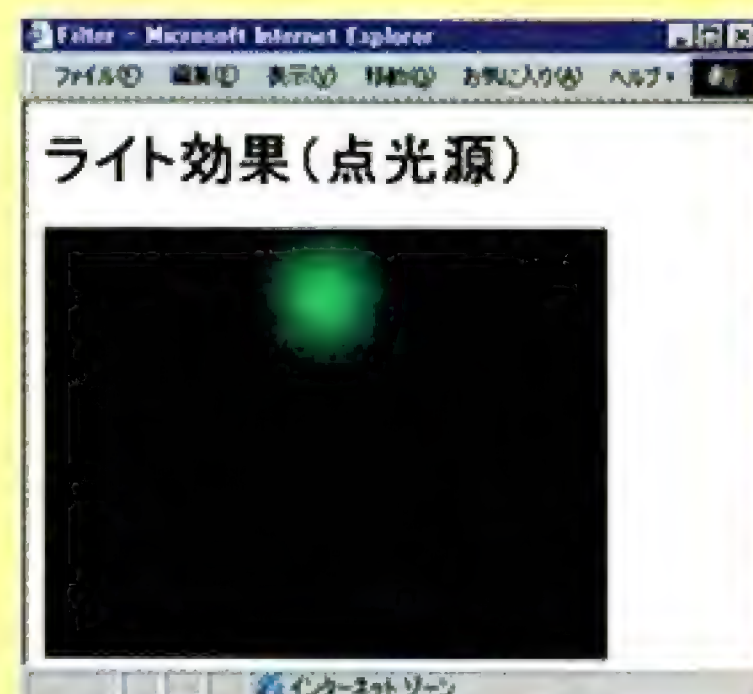 Filter - Microsoft Internet Explorer
ファイル(F) 編集(E) 表示(V) 移動(G) お気に入り(A) ヘルプ
ライト効果(点光源)
インターネット ゾーン